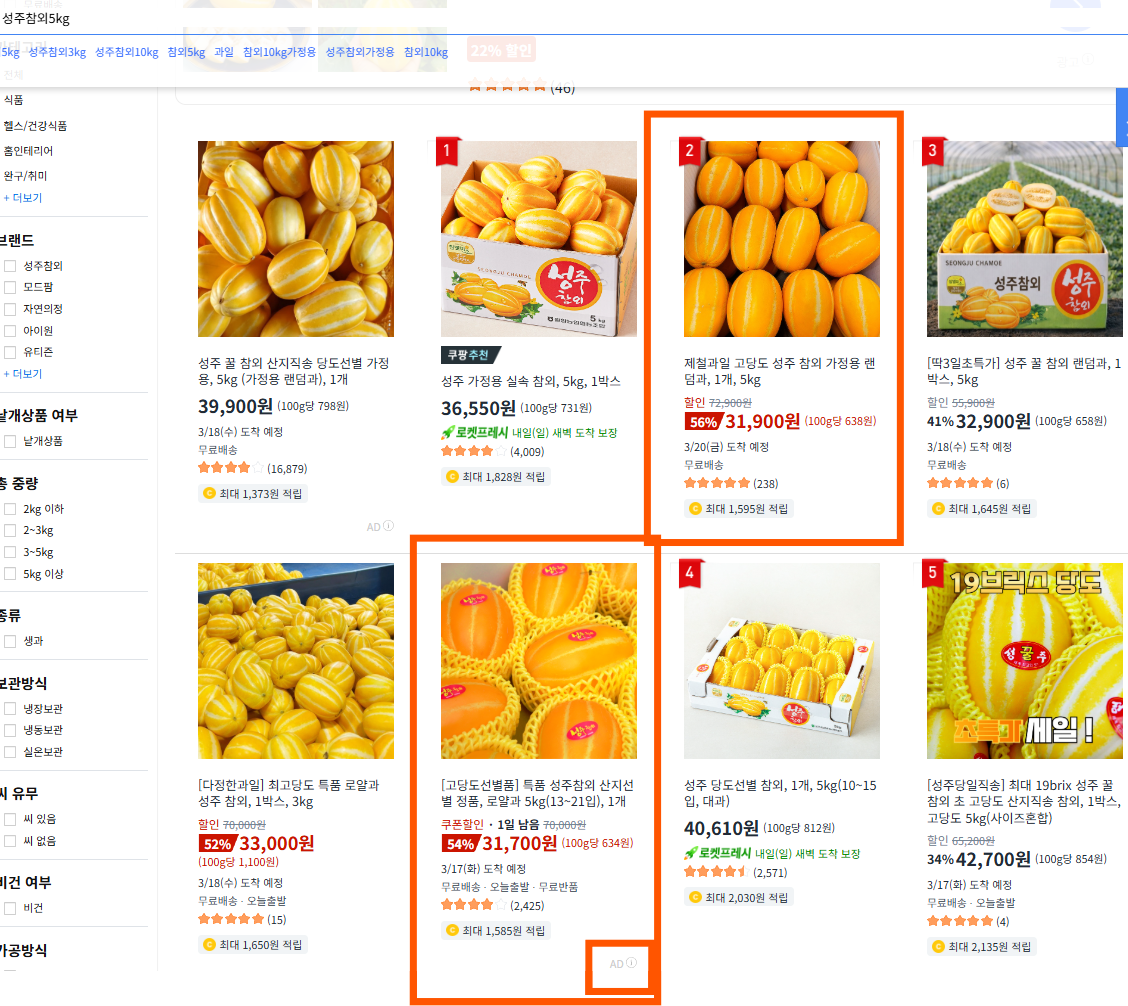 성주참외5kg
5kg 성주참외3kg 성주참외10kg 참외5kg 과일 참외10kg가정용 성주참외가정용 참외10kg
22% 할인
(46)
전체
식품
헬스/건강식품
홈인테리어
완구/취미
+ 더보기
브랜드
성주참외
모드팜
자연의정
아이원
유티즌
+ 더보기
낱개상품 여부
낱개상품
총 중량
2kg 이하
2~3kg
3~5kg
5kg 이상
종류
생과
보관방식
냉장보관
냉동보관
실온보관
씨 유무
씨 있음
씨 없음
비건 여부
비건
가공방식
성주 꿀 참외 산지직송 당도선별 가정
용, 5kg (가정용 랜덤과), 1개
39,900원 (100g당 798원)
3/18(수) 도착 예정
무료배송
(16,879)
최대 1,373원 적립
AD
1
SEONGJU CHAMOE
성주
참외
5 kg
쿠팡추천
성주 가정용 실속 참외, 5kg, 1박스
36,550원 (100g당 731원)
로켓프레시 내일(일) 새벽 도착 보장
(4,009)
최대 1,828원 적립
2
제철과일 고당도 성주 참외 가정용 랜
덤과, 1개, 5kg
할인 72,900원
56% 31,900원 (100g당 638원)
3/20(금) 도착 예정
무료배송
(238)
최대 1,595원 적립
3
SEONGJU CHAMOE
성주참외
성주
참외
[딱3일초특가] 성주 꿀 참외 랜덤과, 1
박스, 5kg
할인 55,900원
41% 32,900원 (100g당 658원)
3/18(수) 도착 예정
무료배송
(6)
최대 1,645원 적립
[다정한과일] 최고당도 특품 로얄과
성주 참외, 1박스, 3kg
할인 70,000원
52% 33,000원
(100g당 1,100원)
3/18(수) 도착 예정
무료배송 · 오늘출발
(15)
최대 1,650원 적립
[고당도선별품] 특품 성주참외 산지선
별 정품, 로얄과 5kg(13~21입), 1개
쿠폰할인 · 1일 남음 70,000원
54% 31,700원 (100g당 634원)
3/17(화) 도착 예정
무료배송 · 오늘출발 · 무료반품
(2,425)
최대 1,585원 적립
AD
4
성주
참외
성주 당도선별 참외, 1개, 5kg(10~15
입, 대과)
40,610원 (100g당 812원)
로켓프레시 내일(일) 새벽 도착 보장
(2,571)
최대 2,030원 적립
5
19브릭스 당도
성꿀주
초특가 세일 !
[성주당일직송] 최대 19brix 성주 꿀
참외 초 고당도 산지직송 참외, 1박스,
고당도 5kg(사이즈혼합)
할인 65,200원
34% 42,700원 (100g당 854원)
3/17(화) 도착 예정
무료배송 · 오늘출발
(4)
최대 2,135원 적립